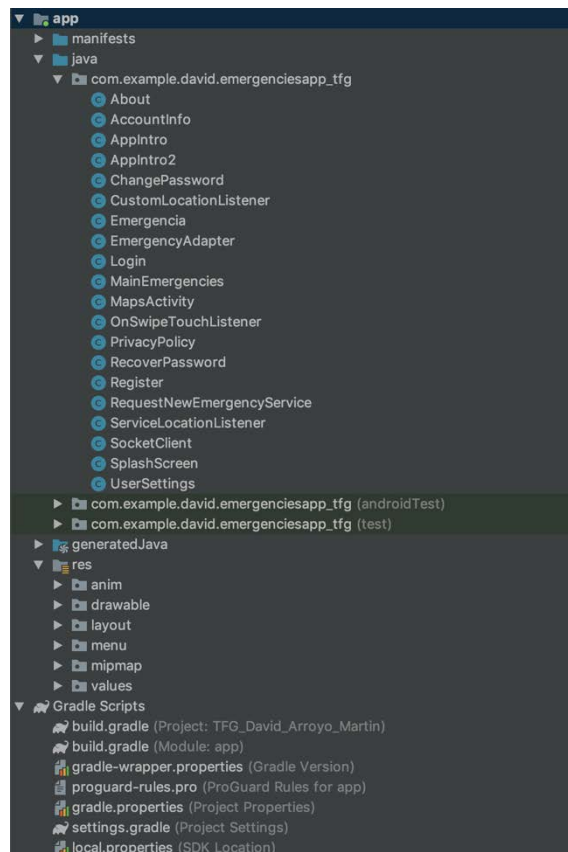 app
manifests
java
com.example.david.emergenciesapp_tfg
About
AccountInfo
AppIntro
AppIntro2
ChangePassword
CustomLocationListener
Emergencia
EmergencyAdapter
Login
MainEmergencies
MapsActivity
OnSwipeTouchListener
PrivacyPolicy
RecoverPassword
Register
RequestNewEmergencyService
ServiceLocationListener
SocketClient
SplashScreen
UserSettings
com.example.david.emergenciesapp_tfg (androidTest)
com.example.david.emergenciesapp_tfg (test)
generatedJava
res
anim
drawable
layout
menu
mipmap
values
Gradle Scripts
build.gradle (Project: TFG_David_Arroyo_Martin)
build.gradle (Module: app)
gradle-wrapper.properties (Gradle Version)
proguard-rules.pro (ProGuard Rules for app)
gradle.properties (Project Properties)
settings.gradle (Project Settings)
local.properties (SDK Location)